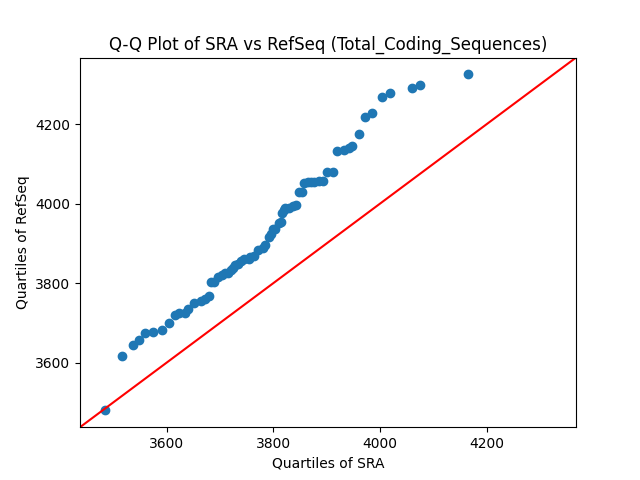 Q-Q Plot of SRA vs RefSeq (Total_Coding_Sequences)
Quartiles of RefSeq
4200
4000
3800
3600
3600 3800 4000 4200
Quartiles of SRA